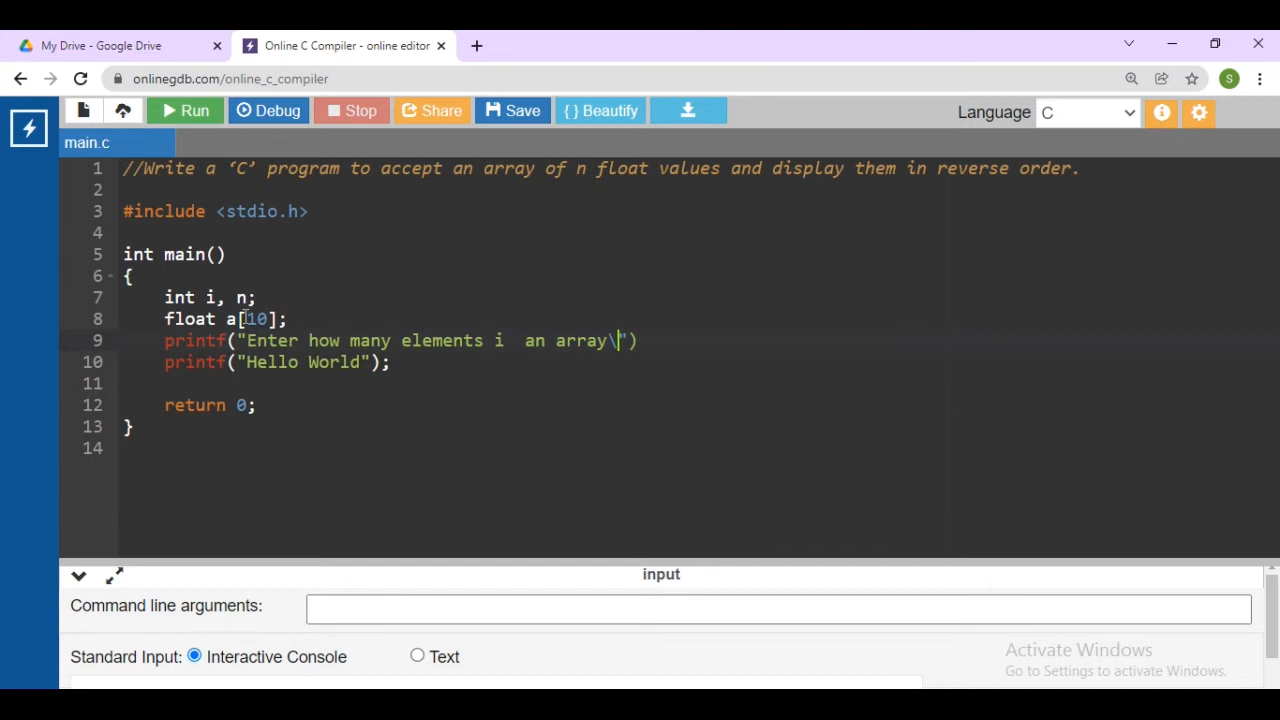 My Drive - Google Drive
Online C Compiler - online editor
onlinegdb.com/online_c_compiler
S
Run Debug Stop Share Save { } Beautify Language C
main.c
1 //Write a ‘C’ program to accept an array of n float values and display them in reverse order.
2
3 #include <stdio.h>
4
5 int main()
6 {
7 int i, n;
8 float a[10];
9 printf("Enter how many elements i  an array\")
10 printf("Hello World");
11
12 return 0;
13 }
14
input
Command line arguments:
Standard Input: Interactive Console Text
Activate Windows
Go to Settings to activate Windows.